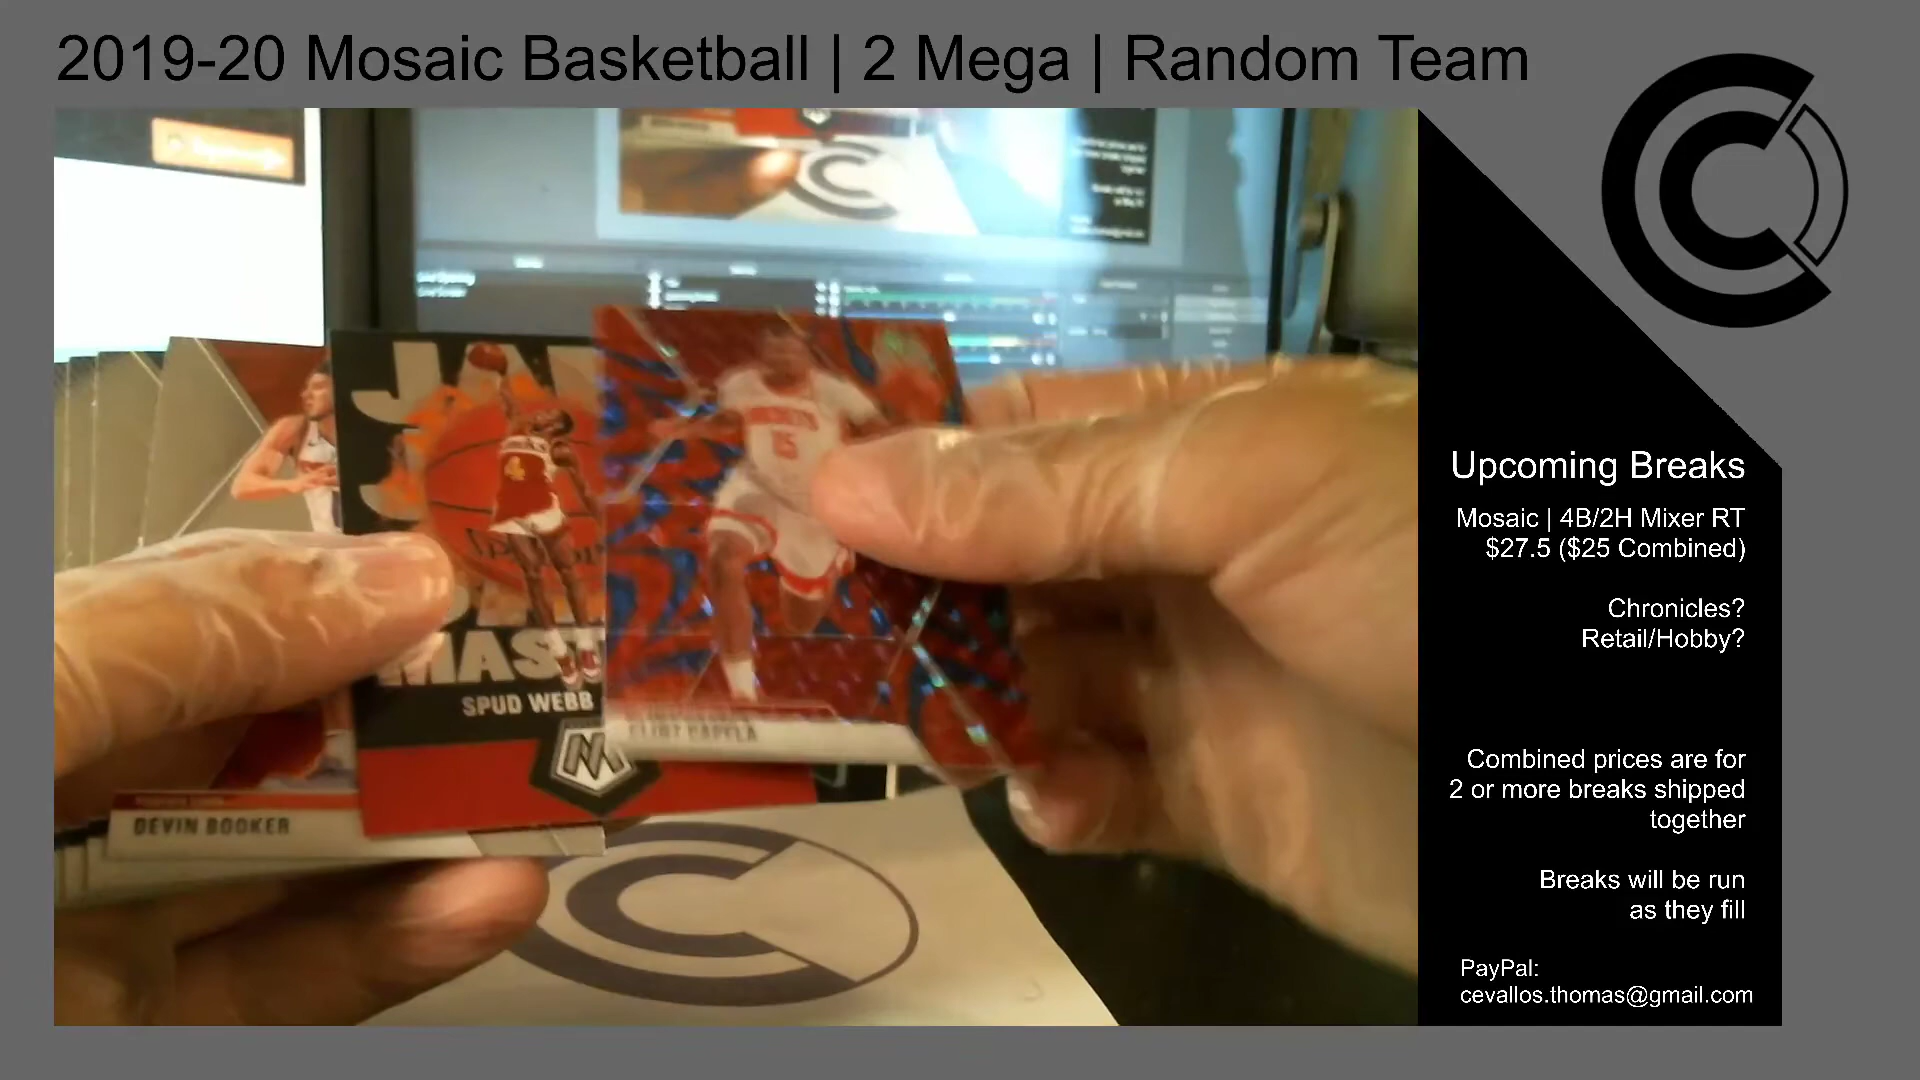 2019-20 Mosaic Basketball | 2 Mega | Random Team
Upcoming Breaks
Mosaic | 4B/2H Mixer RT
$27.5 ($25 Combined)
Chronicles?
Retail/Hobby?
Combined prices are for
2 or more breaks shipped
together
Breaks will be run
as they fill
PayPal:
cevallos.thomas@gmail.com
4
15
SPUD WEBB
CLINT CAPELA
DEVIN BOOKER